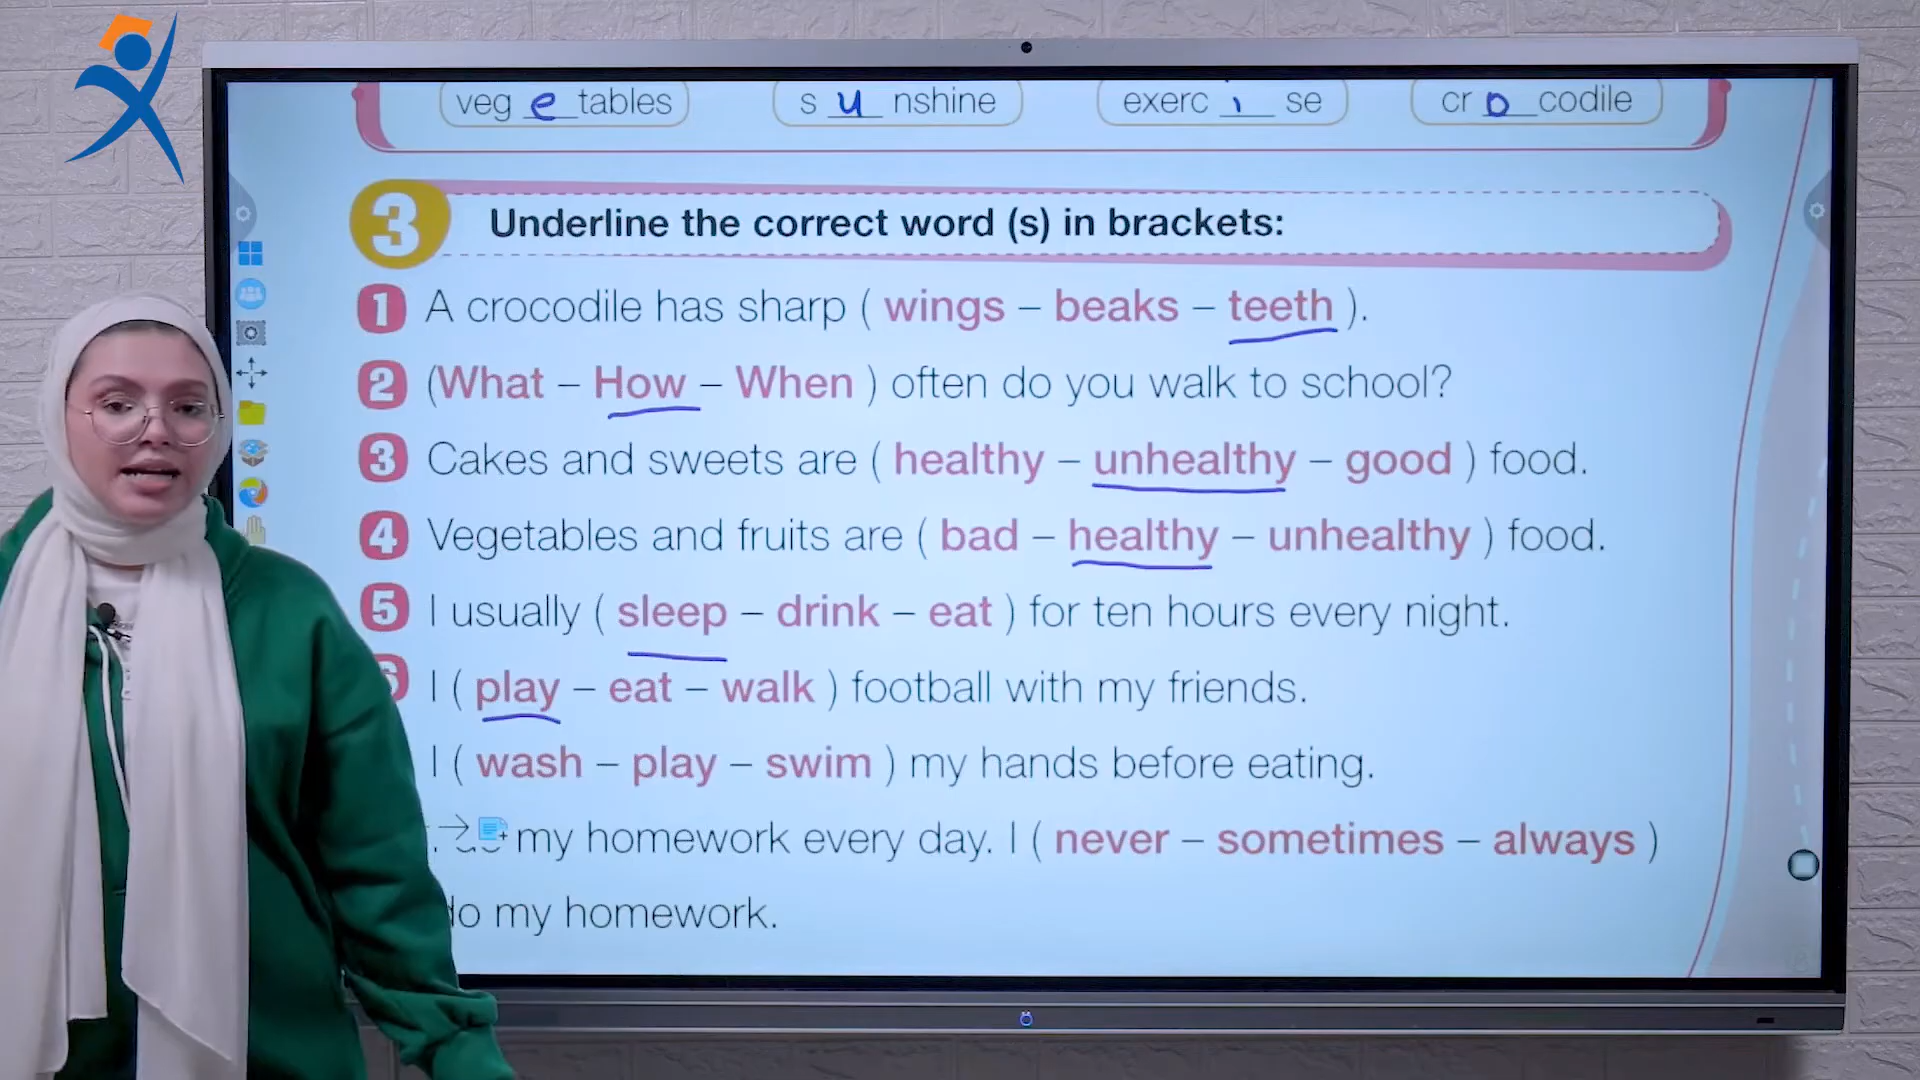 veg e tables s u nshine exerc i se cr o codile
3 Underline the correct word (s) in brackets:
1 A crocodile has sharp ( wings – beaks – teeth ).
2 (What – How – When ) often do you walk to school?
3 Cakes and sweets are ( healthy – unhealthy – good ) food.
4 Vegetables and fruits are ( bad – healthy – unhealthy ) food.
5 I usually ( sleep – drink – eat ) for ten hours every night.
I ( play – eat – walk ) football with my friends.
I ( wash – play – swim ) my hands before eating.
my homework every day. I ( never – sometimes – always )
do my homework.